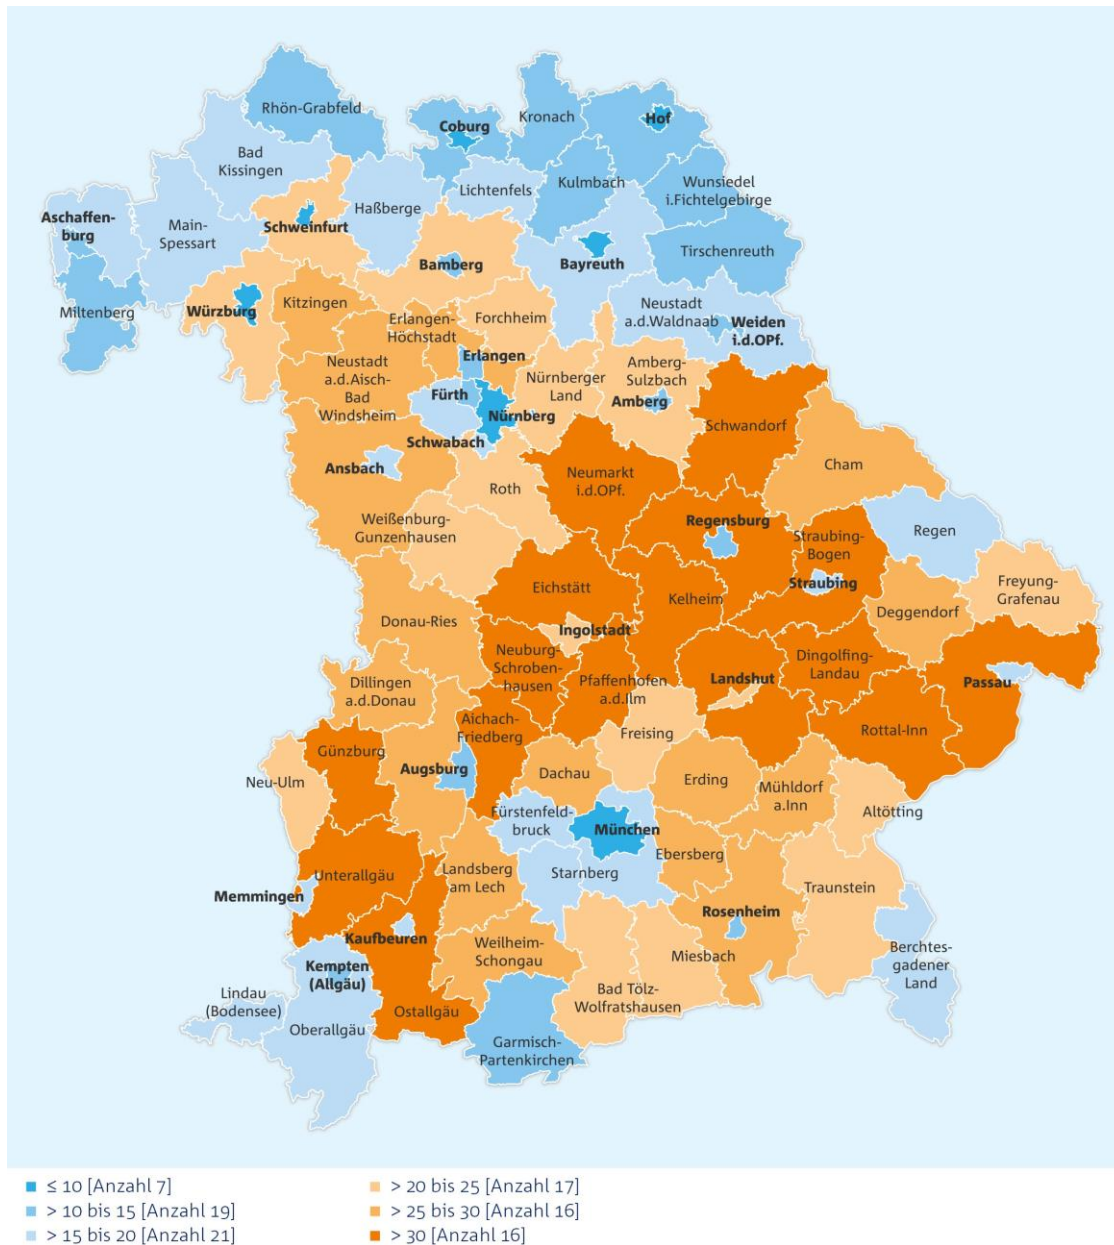 Rhön-Grabfeld
Coburg
Kronach
Hof
Bad
Kissingen
Lichtenfels
Kulmbach
Wunsiedel
i.Fichtelgebirge
Aschaffen-
burg
Main-
Spessart
Schweinfurt
Haßberge
Bamberg
Bayreuth
Tirschenreuth
Miltenberg
Würzburg
Kitzingen
Erlangen-
Höchstadt
Forchheim
Neustadt
a.d.Waldnaab
Weiden
i.d.OPf.
Neustadt
a.d.Aisch-
Bad
Windsheim
Erlangen
Fürth
Nürnberger
Land
Nürnberg
Amberg-
Sulzbach
Amberg
Schwabach
Schwandorf
Ansbach
Roth
Neumarkt
i.d.OPf.
Cham
Weißenburg-
Gunzenhausen
Regensburg
Straubing-
Bogen
Regen
Straubing
Eichstätt
Kelheim
Freyung-
Grafenau
Deggendorf
Donau-Ries
Ingolstadt
Neuburg-
Schroben-
hausen
Pfaffenhofen
a.d.Ilm
Landshut
Dingolfing-
Landau
Passau
Dillingen
a.d.Donau
Aichach-
Friedberg
Freising
Rottal-Inn
Günzburg
Augsburg
Dachau
Erding
Mühldorf
a.Inn
Neu-Ulm
Altötting
Fürstenfeld-
bruck
München
Ebersberg
Unterallgäu
Landsberg
am Lech
Starnberg
Traunstein
Memmingen
Kaufbeuren
Rosenheim
Weilheim-
Schongau
Miesbach
Berchtes-
gadener
Land
Kempten
(Allgäu)
Bad Tölz-
Wolfratshausen
Lindau
(Bodensee)
Oberallgäu
Ostallgäu
Garmisch-
Partenkirchen
≤ 10 [Anzahl 7]
> 10 bis 15 [Anzahl 19]
> 15 bis 20 [Anzahl 21]
> 20 bis 25 [Anzahl 17]
> 25 bis 30 [Anzahl 16]
> 30 [Anzahl 16]